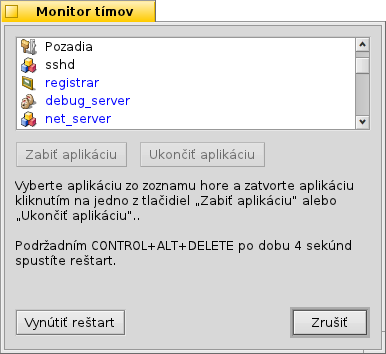 Monitor tímov
Pozadia
sshd
registrar
debug_server
net_server
Zabiť aplikáciu
Ukončiť aplikáciu
Vyberte aplikáciu zo zoznamu hore a zatvorte aplikáciu
kliknutím na jedno z tlačidiel „Zabiť aplikáciu" alebo
„Ukončiť aplikáciu"..
Podržadním CONTROL+ALT+DELETE po dobu 4 sekúnd
spustíte reštart.
Vynútiť reštart
Zrušiť